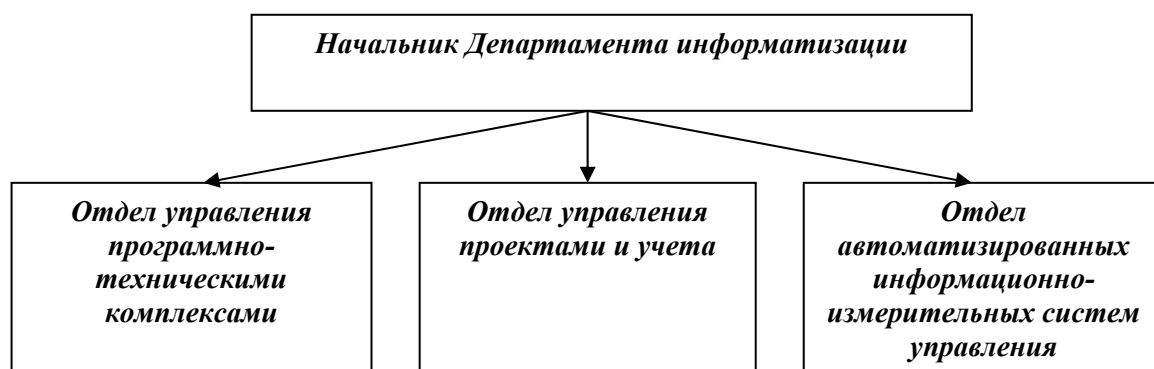 Начальник Департамента информатизации
Отдел управления
программно-
техническими
комплексами
Отдел управления
проектами и учета
Отдел
автоматизированных
информационно-
измерительных систем
управления